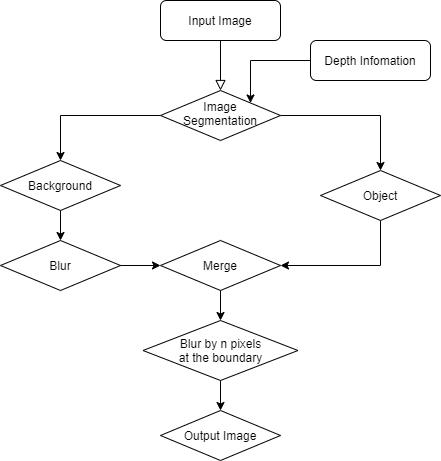 Input Image
Depth Infomation
Image
Segmentation
Background
Object
Blur
Merge
Blur by n pixels
at the boundary
Output Image